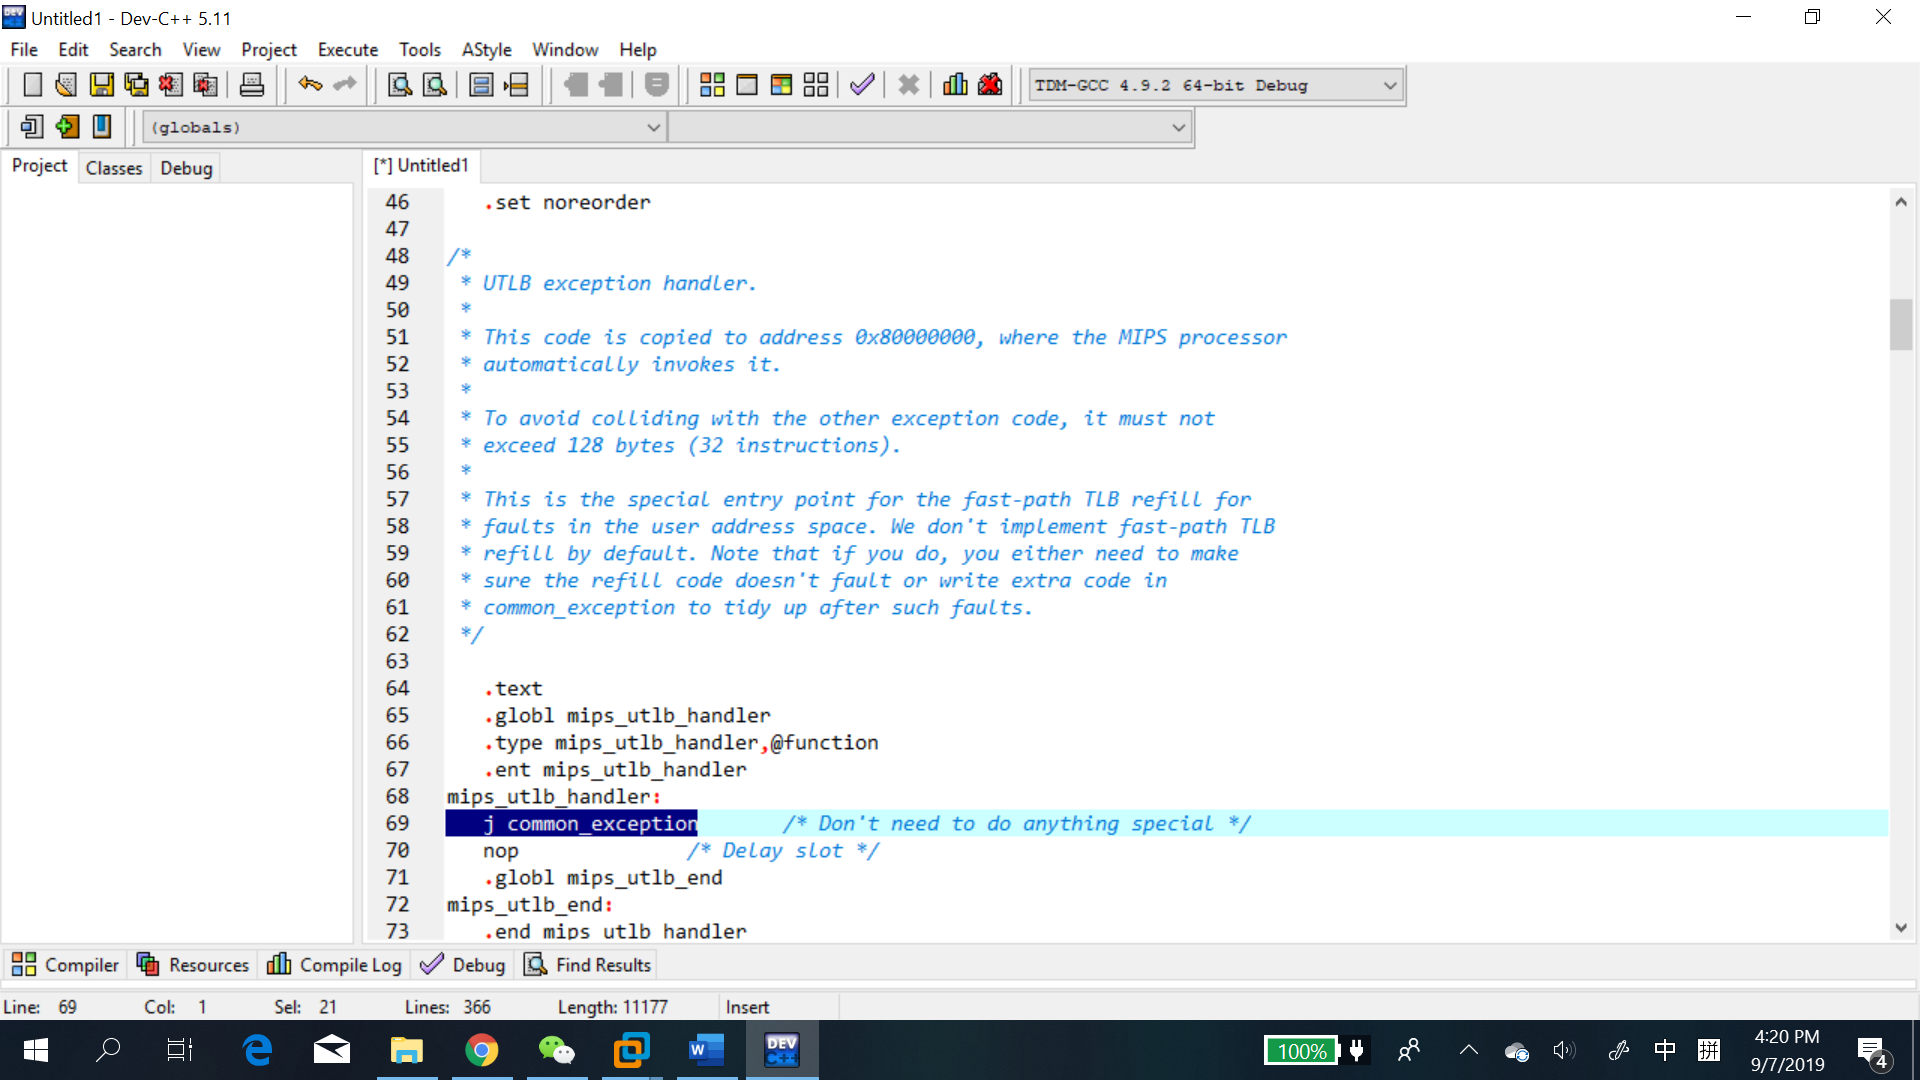 Untitled1 - Dev-C++ 5.11
File Edit Search View Project Execute Tools AStyle Window Help
TDM-GCC 4.9.2 64-bit Debug
(globals)
Project Classes Debug [*] Untitled1
46 .set noreorder
47
48 /*
49 * UTLB exception handler.
50 *
51 * This code is copied to address 0x80000000, where the MIPS processor
52 * automatically invokes it.
53 *
54 * To avoid colliding with the other exception code, it must not
55 * exceed 128 bytes (32 instructions).
56 *
57 * This is the special entry point for the fast-path TLB refill for
58 * faults in the user address space. We don't implement fast-path TLB
59 * refill by default. Note that if you do, you either need to make
60 * sure the refill code doesn't fault or write extra code in
61 * common_exception to tidy up after such faults.
62 */
63
64 .text
65 .globl mips_utlb_handler
66 .type mips_utlb_handler,@function
67 .ent mips_utlb_handler
68 mips_utlb_handler:
69 j common_exception /* Don't need to do anything special */
70 nop /* Delay slot */
71 .globl mips_utlb_end
72 mips_utlb_end:
73 .end mips_utlb_handler
Compiler Resources Compile Log Debug Find Results
Line: 69 Col: 1 Sel: 21 Lines: 366 Length: 11177 Insert
DEV C++
100% 中 拼 4:20 PM
9/7/2019 4